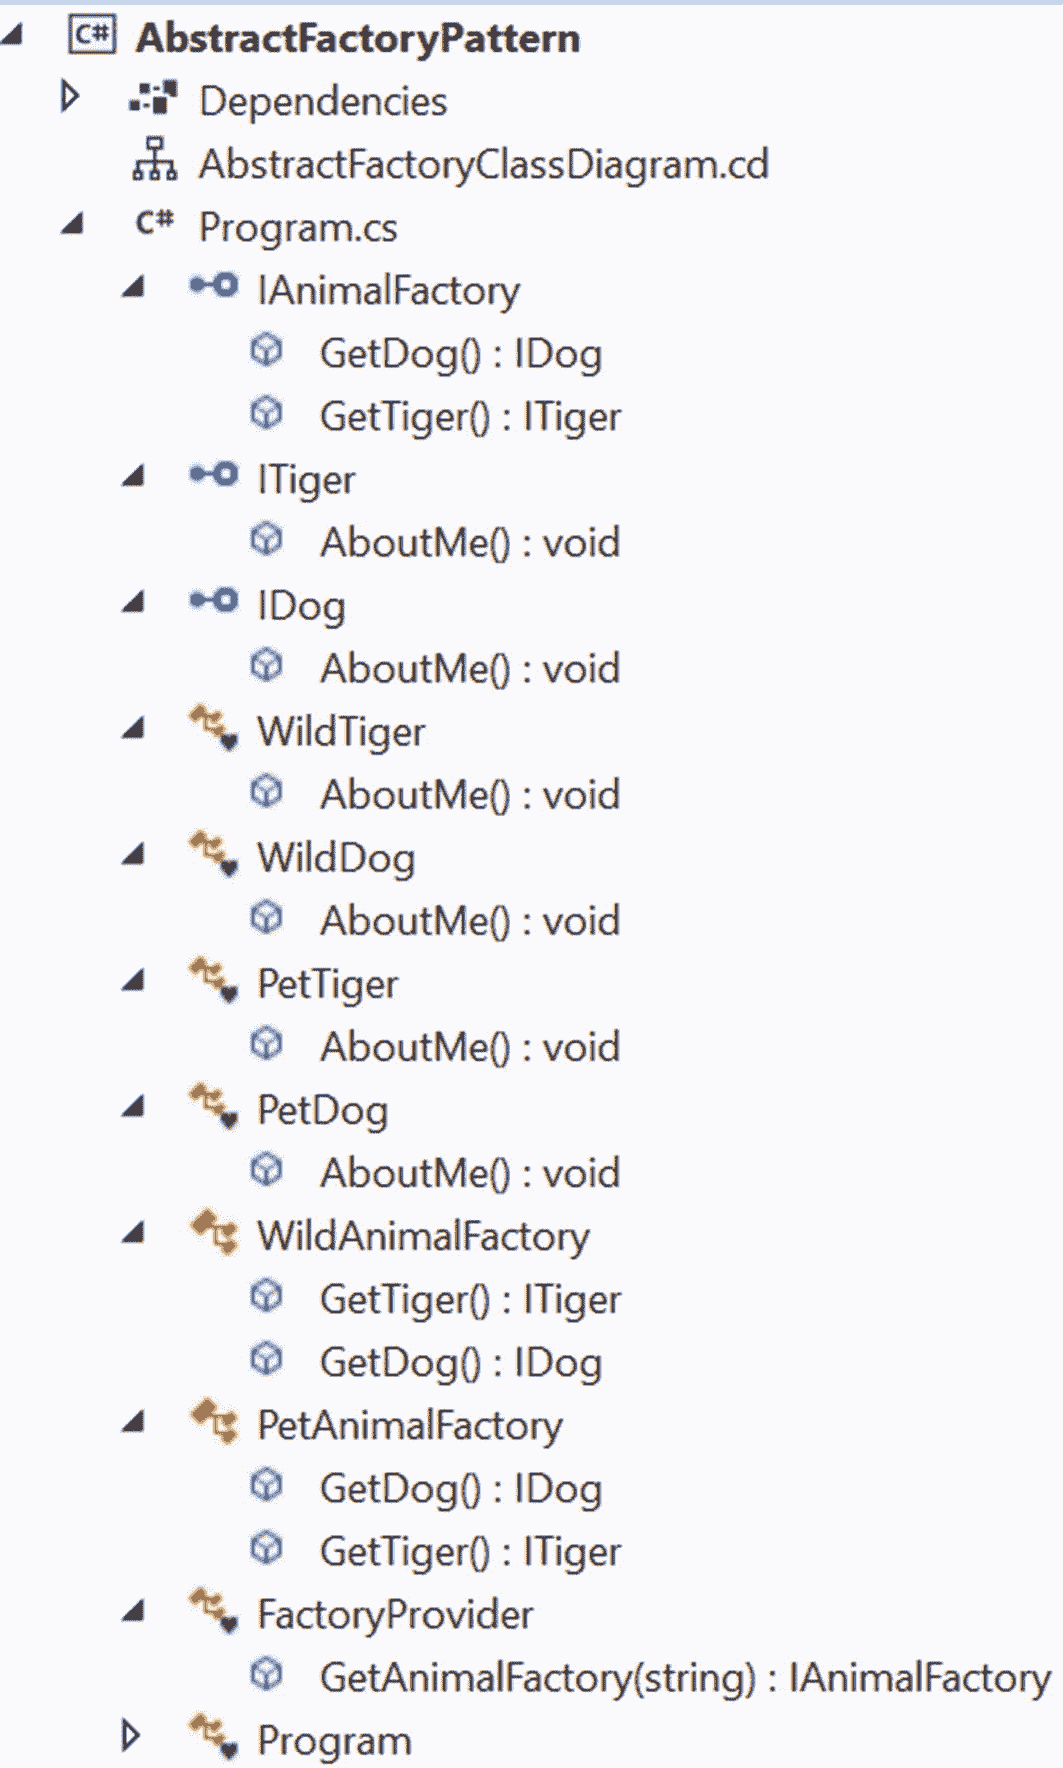 C# AbstractFactoryPattern
Dependencies
AbstractFactoryClassDiagram.cd
C# Program.cs
IAnimalFactory
GetDog() : IDog
GetTiger() : ITiger
ITiger
AboutMe() : void
IDog
AboutMe() : void
WildTiger
AboutMe() : void
WildDog
AboutMe() : void
PetTiger
AboutMe() : void
PetDog
AboutMe() : void
WildAnimalFactory
GetTiger() : ITiger
GetDog() : IDog
PetAnimalFactory
GetDog() : IDog
GetTiger() : ITiger
FactoryProvider
GetAnimalFactory(string) : IAnimalFactory
Program